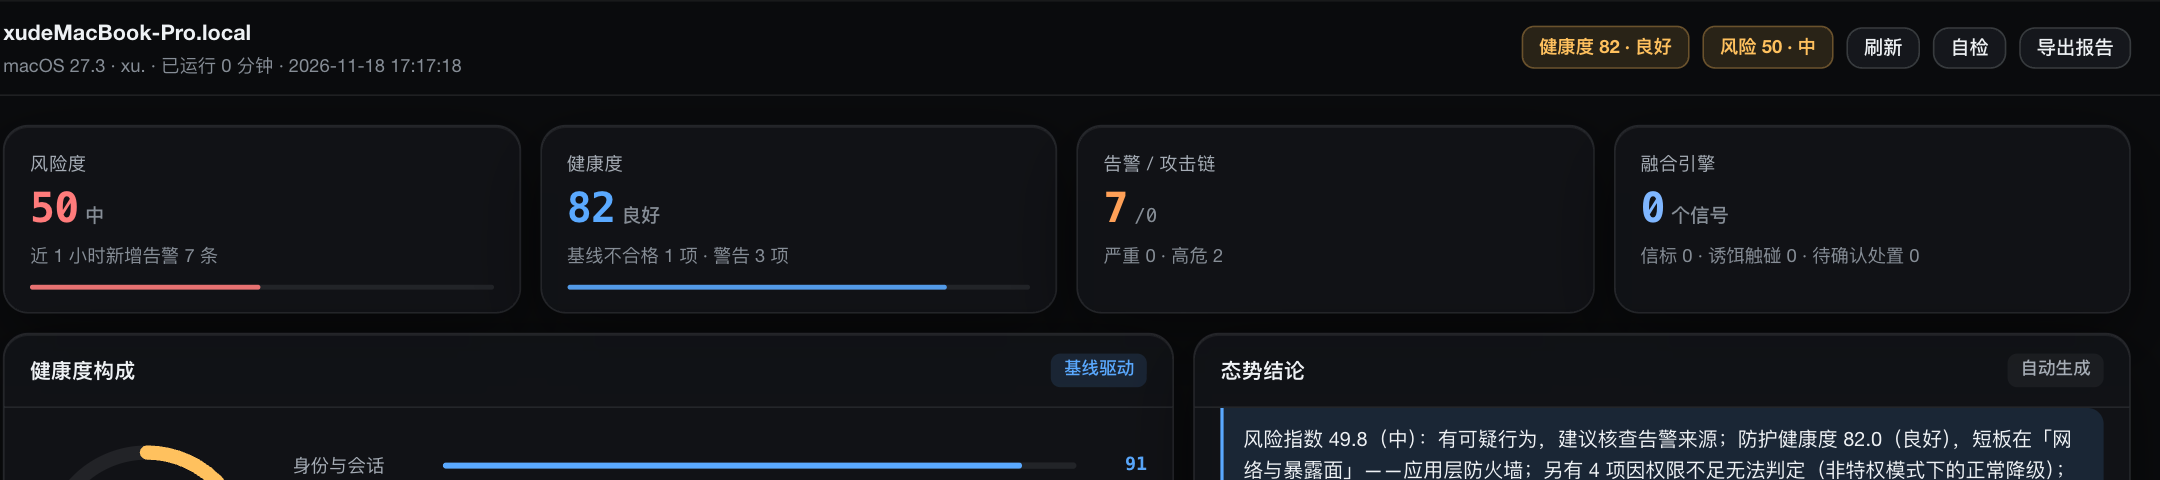 xudeMacBook-Pro.local
macOS 27.3 · xu. · 已运行 0 分钟 · 2026-11-18 17:17:18
健康度 82 · 良好
风险 50 · 中
刷新
自检
导出报告
风险度
50 中
近 1 小时新增告警 7 条
健康度
82 良好
基线不合格 1 项 · 警告 3 项
告警 / 攻击链
7 /0
严重 0 · 高危 2
融合引擎
0 个信号
信标 0 · 诱饵触碰 0 · 待确认处置 0
健康度构成
基线驱动
身份与会话 91
态势结论
自动生成
风险指数 49.8（中）：有可疑行为，建议核查告警来源；防护健康度 82.0（良好），短板在「网
络与暴露面」——应用层防火墙；另有 4 项因权限不足无法判定（非特权模式下的正常降级）；